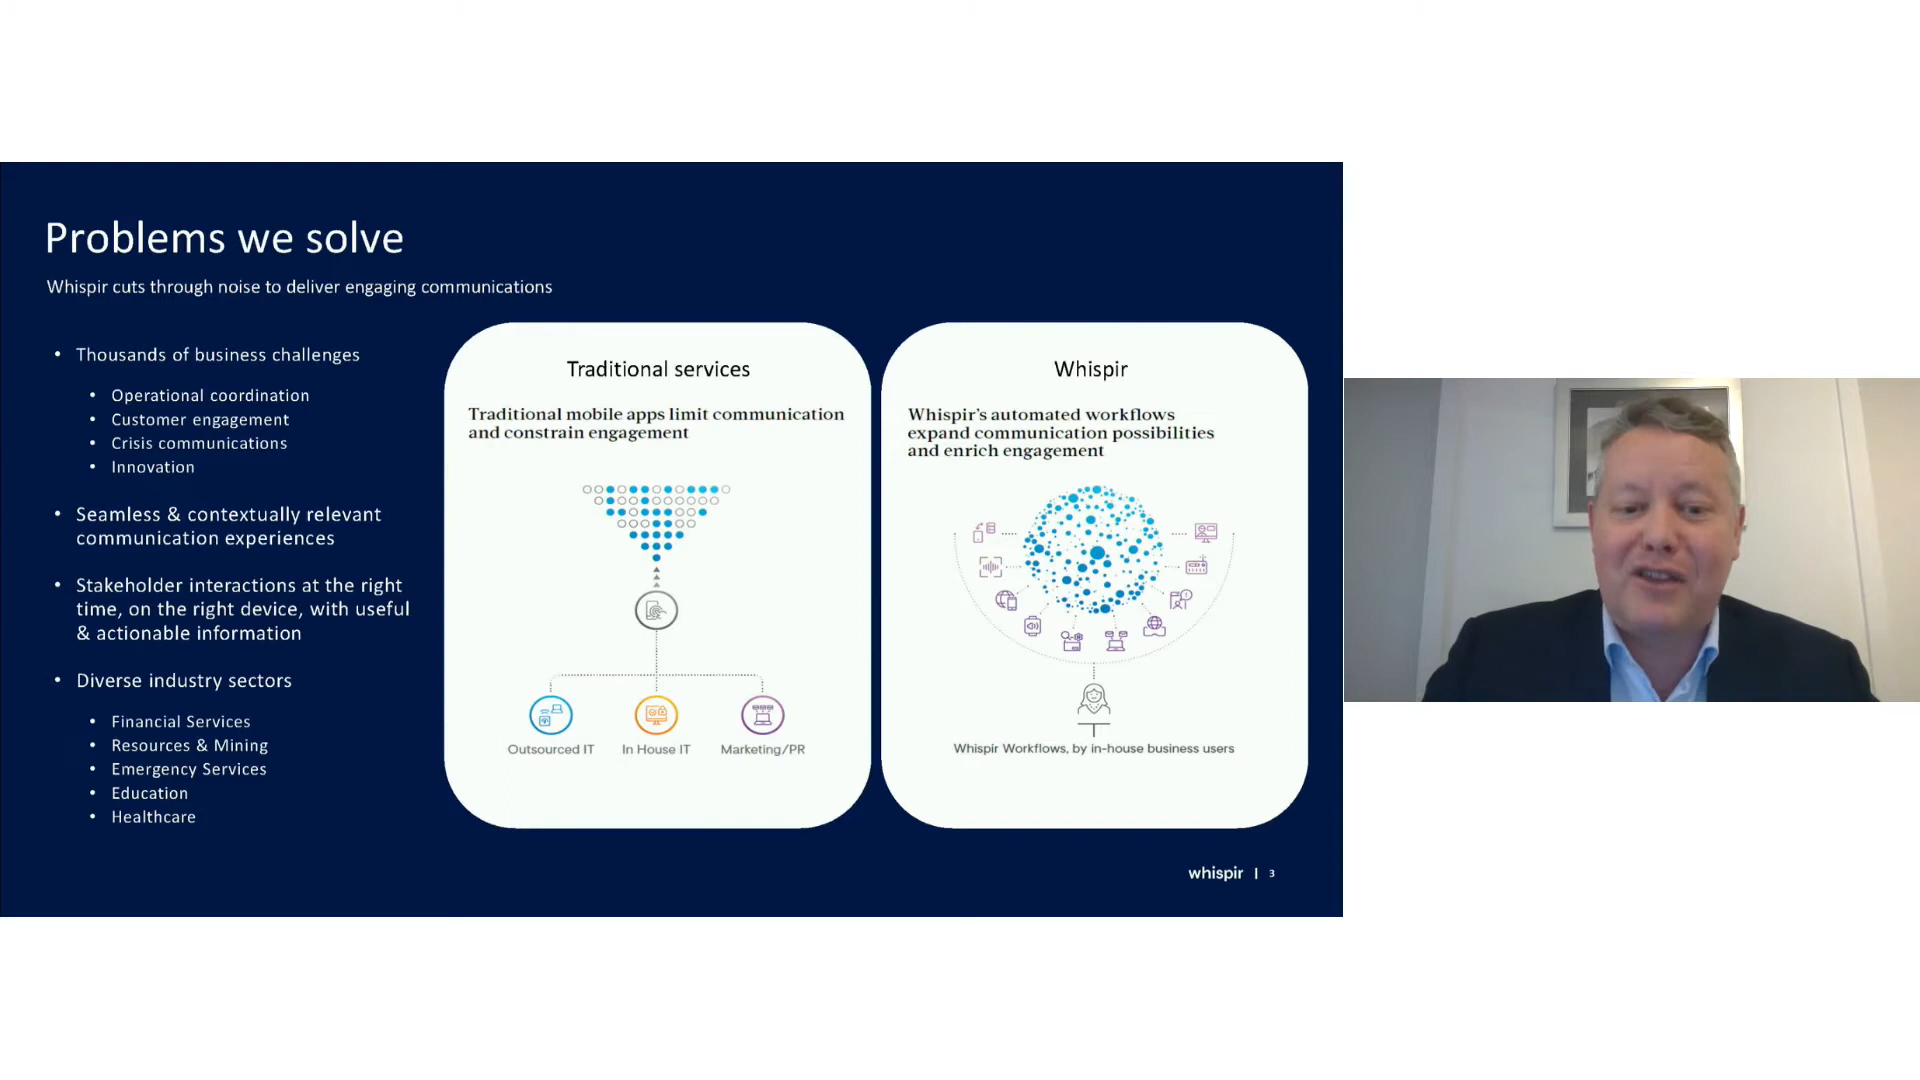 Problems we solve
Whispir cuts through noise to deliver engaging communications
• Thousands of business challenges
• Operational coordination
• Customer engagement
• Crisis communications
• Innovation
• Seamless & contextually relevant
communication experiences
• Stakeholder interactions at the right
time, on the right device, with useful
& actionable information
• Diverse industry sectors
• Financial Services
• Resources & Mining
• Emergency Services
• Education
• Healthcare
Traditional services
Traditional mobile apps limit communication
and constrain engagement
Outsourced IT
In House IT
Marketing/PR
Whispir
Whispir's automated workflows
expand communication possibilities
and enrich engagement
Whispir Workflows, by in-house business users
whispir | 3